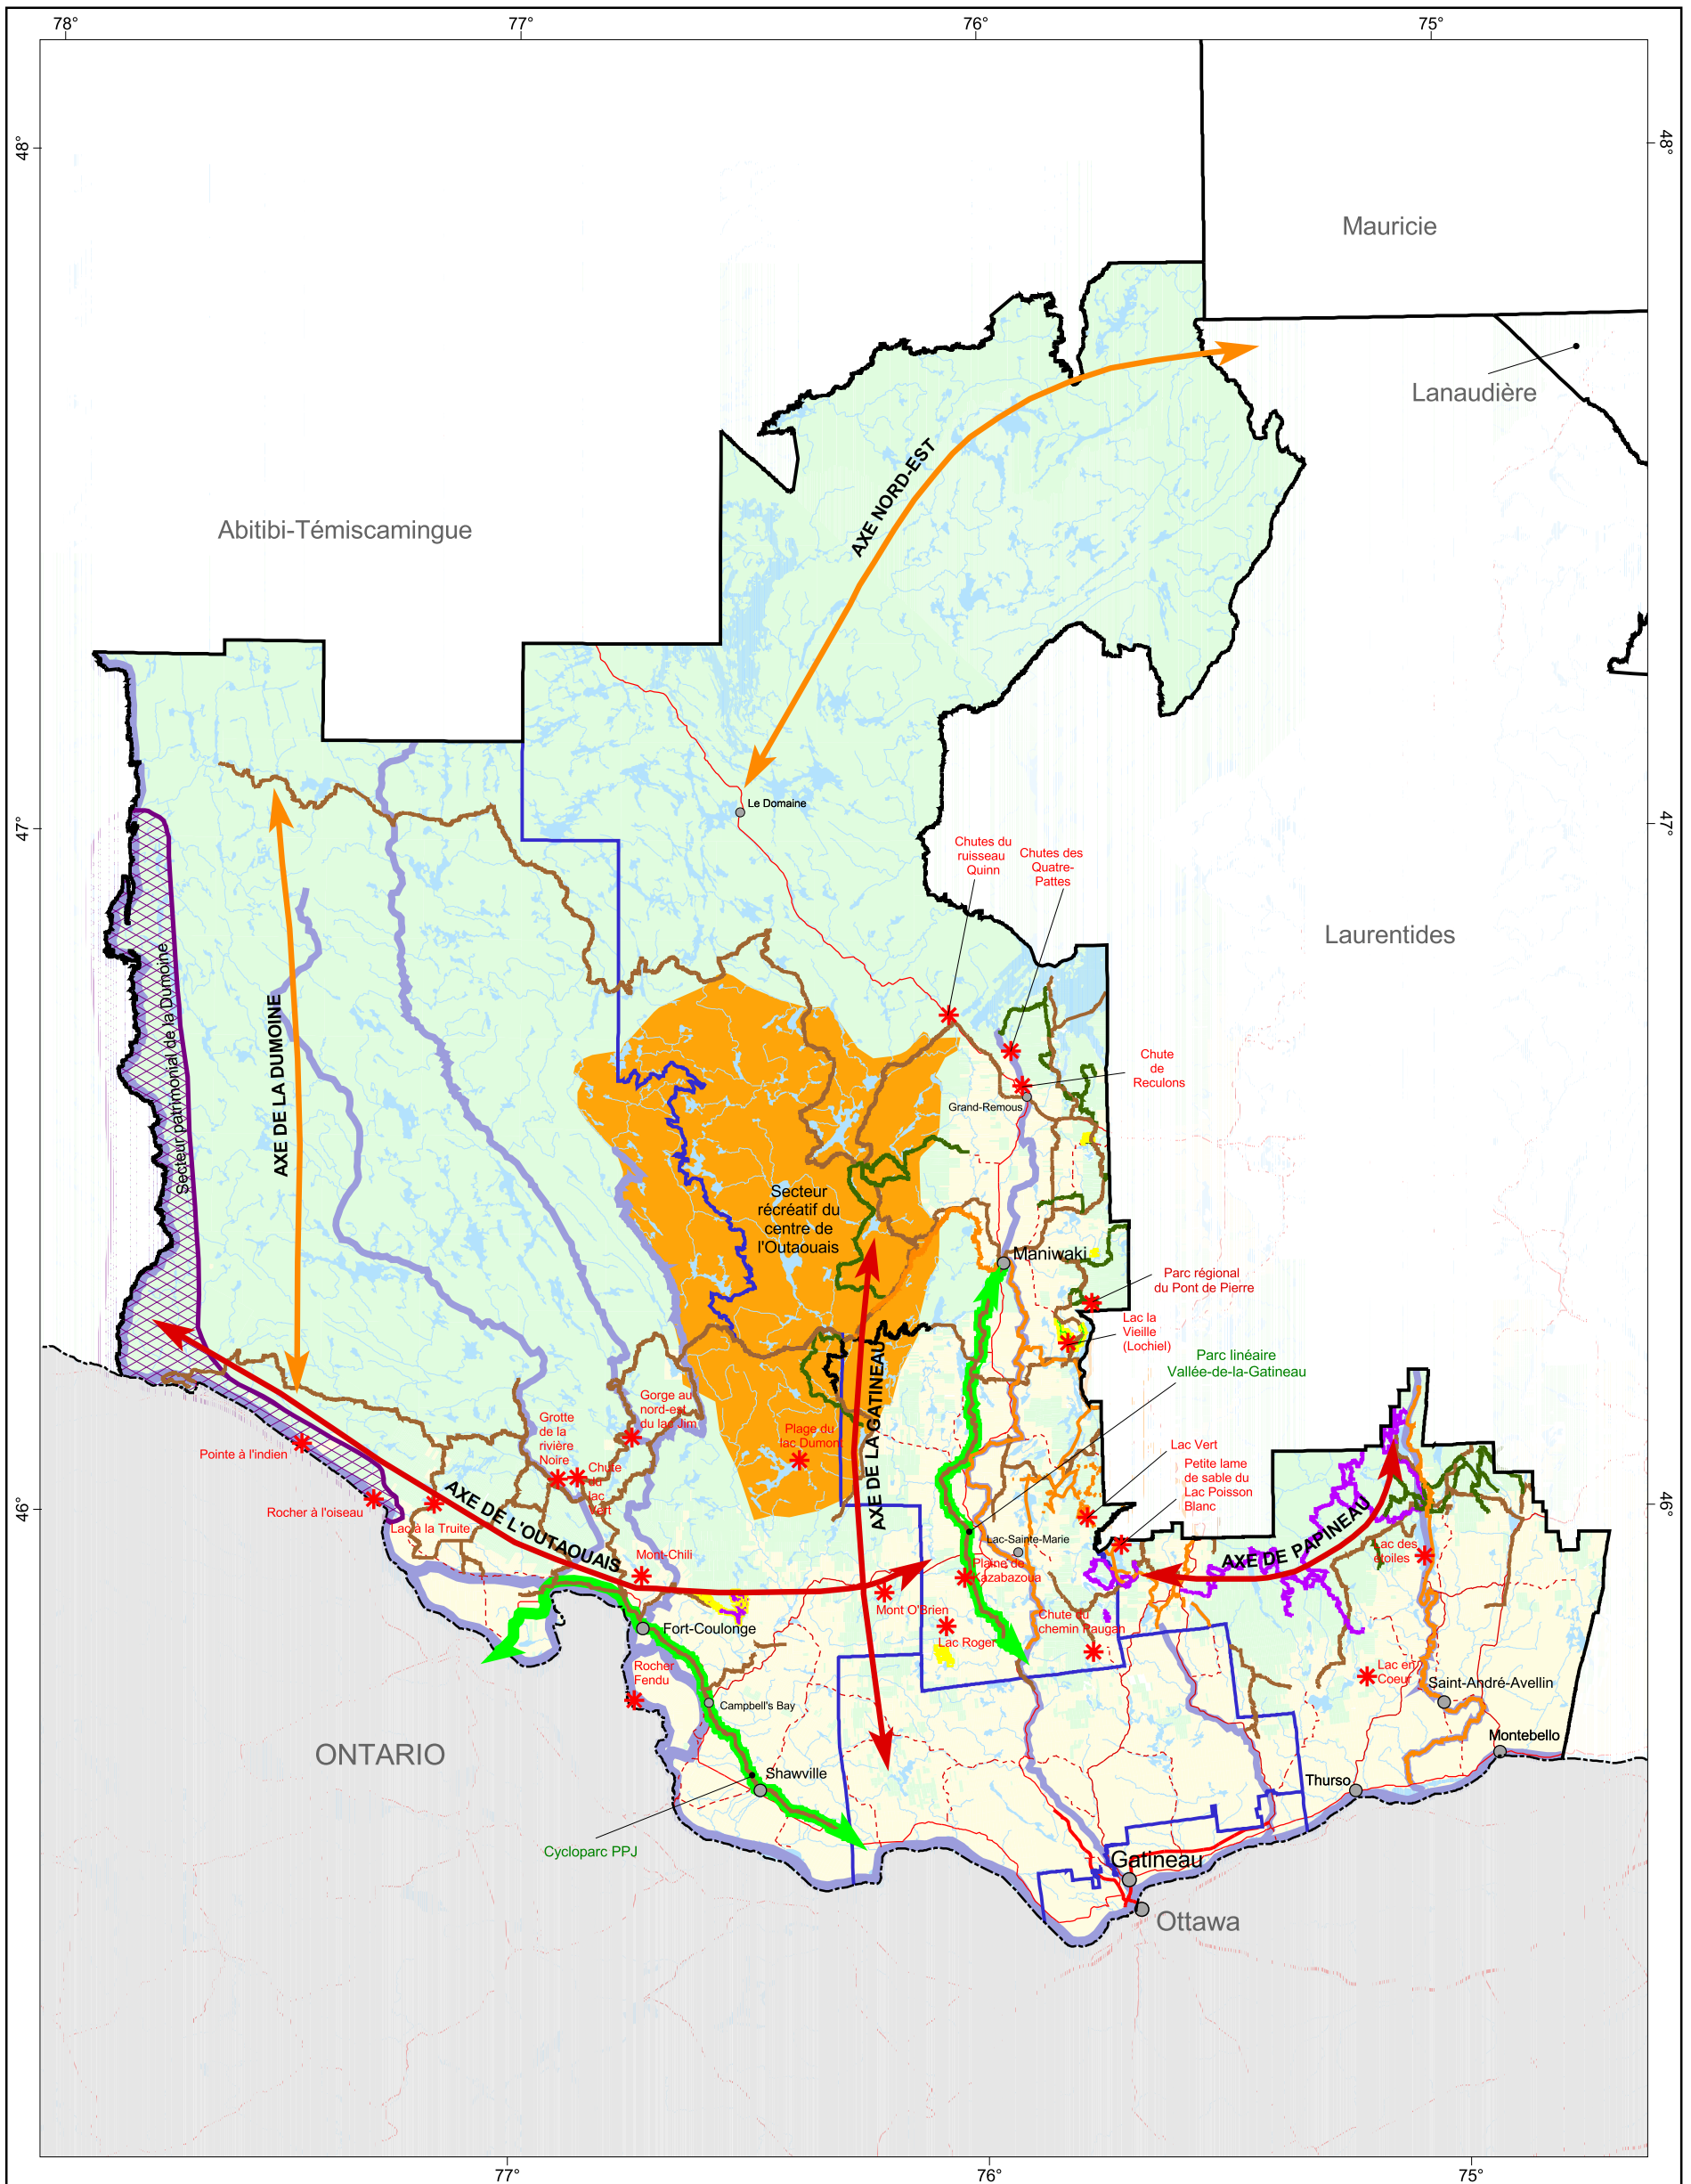 78°
77°
76°
75°
48°
48°
Mauricie
Lanaudière
AXE NORD-EST
Abitibi-Témiscamingue
Le Domaine
47°
47°
Chutes du
ruisseau
Quinn
Chutes des
Quatre-
Pattes
Laurentides
Secteur patrimonial de la Dumoine
AXE DE LA DUMOINE
Chute
de
Reculons
Grand-Remous
Secteur
récréatif du
centre de
l'Outaouais
Maniwaki
Parc régional
du Pont de Pierre
Lac la
Vieille
(Lochiel)
Parc linéaire
Vallée-de-la-Gatineau
AXE DE LA GATINEAU
Gorge au
nord-est
du lac Jim
Grotte
de la
rivière
Noire
Plage du
lac Dumont
Pointe à l'indien
Chute
du
lac
Vert
Lac Vert
Petite lame
de sable du
Lac Poisson
Blanc
46°
46°
Rocher à l'oiseau
Lac à la Truite
AXE DE L'OUTAOUAIS
AXE DE PAPINEAU
Lac-Sainte-Marie
Lac des
étoiles
Mont-Chili
Plaine de
Kazabazoua
Mont O'Brien
Chute du
chemin Paugan
Fort-Coulonge
Lac Roger
Rocher
Fendu
Lac en
Coeur
Saint-André-Avellin
Campbell's Bay
Montebello
ONTARIO
Shawville
Thurso
Cycloparc PPJ
Gatineau
Ottawa
77°
76°
75°